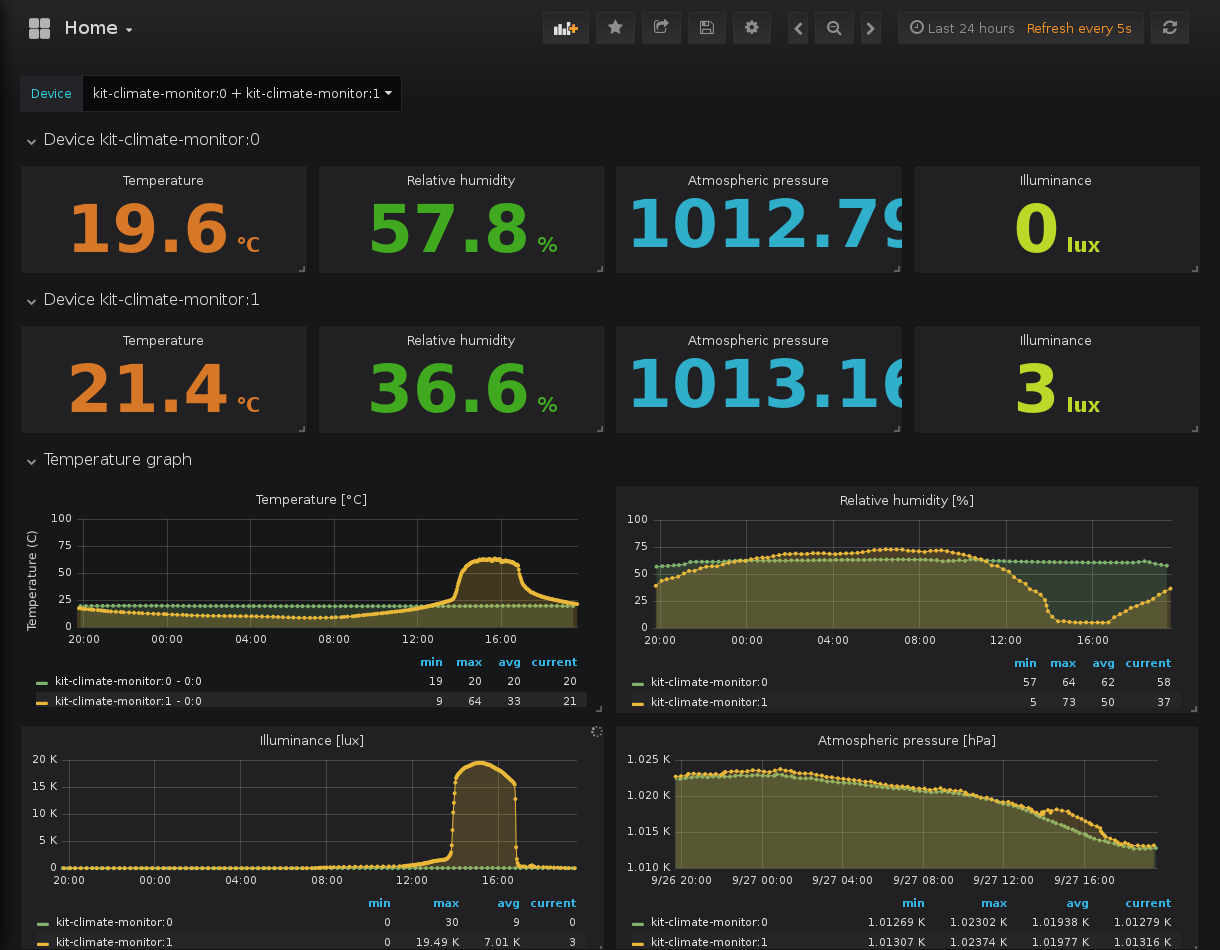 Home
Last 24 hours Refresh every 5s
Device kit-climate-monitor:0 + kit-climate-monitor:1
Device kit-climate-monitor:0
Temperature Relative humidity Atmospheric pressure Illuminance
19.6 °C 57.8 % 1012.79 0 lux
Device kit-climate-monitor:1
Temperature Relative humidity Atmospheric pressure Illuminance
21.4 °C 36.6 % 1013.16 3 lux
Temperature graph
Temperature [°C]
Temperature (C)
100
75
50
25
0
20:00 00:00 04:00 08:00 12:00 16:00
min max avg current
kit-climate-monitor:0 - 0:0 19 20 20 20
kit-climate-monitor:1 - 0:0 9 64 33 21
Relative humidity [%]
100
75
50
25
0
20:00 00:00 04:00 08:00 12:00 16:00
min max avg current
kit-climate-monitor:0 57 64 62 58
kit-climate-monitor:1 5 73 50 37
Illuminance [lux]
20 K
15 K
10 K
5 K
0
20:00 00:00 04:00 08:00 12:00 16:00
min max avg current
kit-climate-monitor:0 0 30 9 0
kit-climate-monitor:1 0 19.49 K 7.01 K 3
Atmospheric pressure [hPa]
1.025 K
1.020 K
1.015 K
1.010 K
9/26 20:00 9/27 00:00 9/27 04:00 9/27 08:00 9/27 12:00 9/27 16:00
min max avg current
kit-climate-monitor:0 1.01269 K 1.02302 K 1.01938 K 1.01279 K
kit-climate-monitor:1 1.01307 K 1.02374 K 1.01977 K 1.01316 K